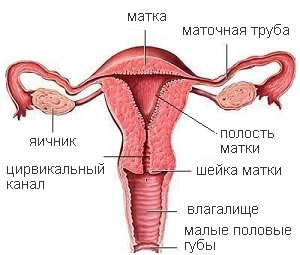 матка
маточная труба
яичник
полость
матки
цирвикальный
канал
шейка матки
влагалище
малые половые
губы